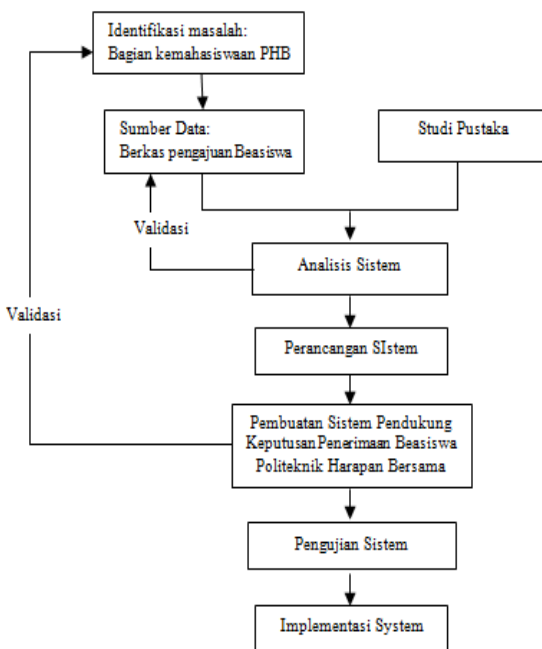 Identifikasi masalah:
Bagian kemahasiswaan PHB
Sumber Data:
Berkas pengajuan Beasiswa
Studi Pustaka
Validasi
Analisis Sistem
Validasi
Perancangan SIstem
Pembuatan Sistem Pendukung
Keputusan Penerimaan Beasiswa
Politeknik Harapan Bersama
Pengujian Sistem
Implementasi System